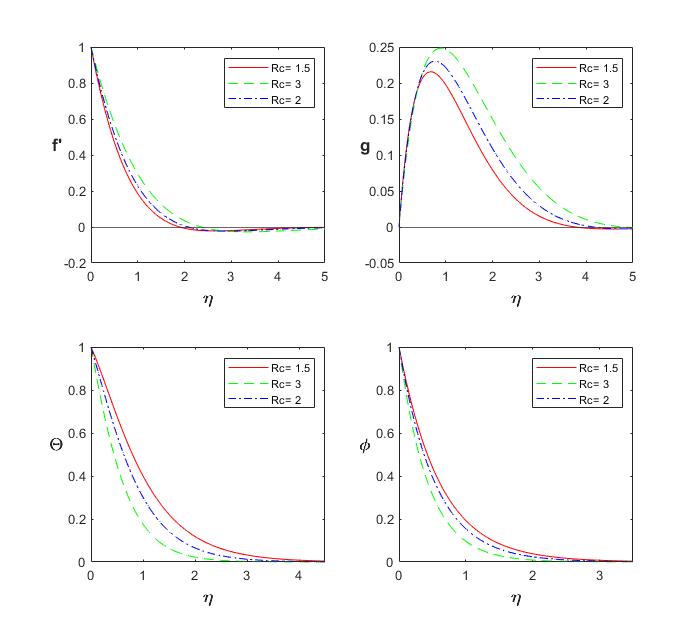 1
0.8
0.6
0.4
0.2
0
-0.2
f'
0 1 2 3 4 5
η
Rc= 1.5
Rc= 3
Rc= 2
0.25
0.2
0.15
0.1
0.05
0
-0.05
g
0 1 2 3 4 5
η
Rc= 1.5
Rc= 3
Rc= 2
1
0.8
0.6
0.4
0.2
0
Θ
0 1 2 3 4
η
Rc= 1.5
Rc= 3
Rc= 2
1
0.8
0.6
0.4
0.2
0
ϕ
0 1 2 3
η
Rc= 1.5
Rc= 3
Rc= 2